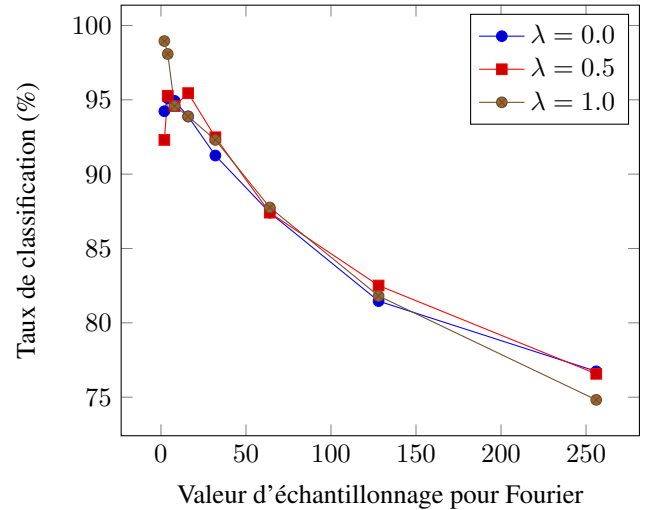 100
95
90
85
80
75
0
50
100
150
200
250
Taux de classification (%)
Valeur d'échantillonnage pour Fourier
λ = 0.0
λ = 0.5
λ = 1.0